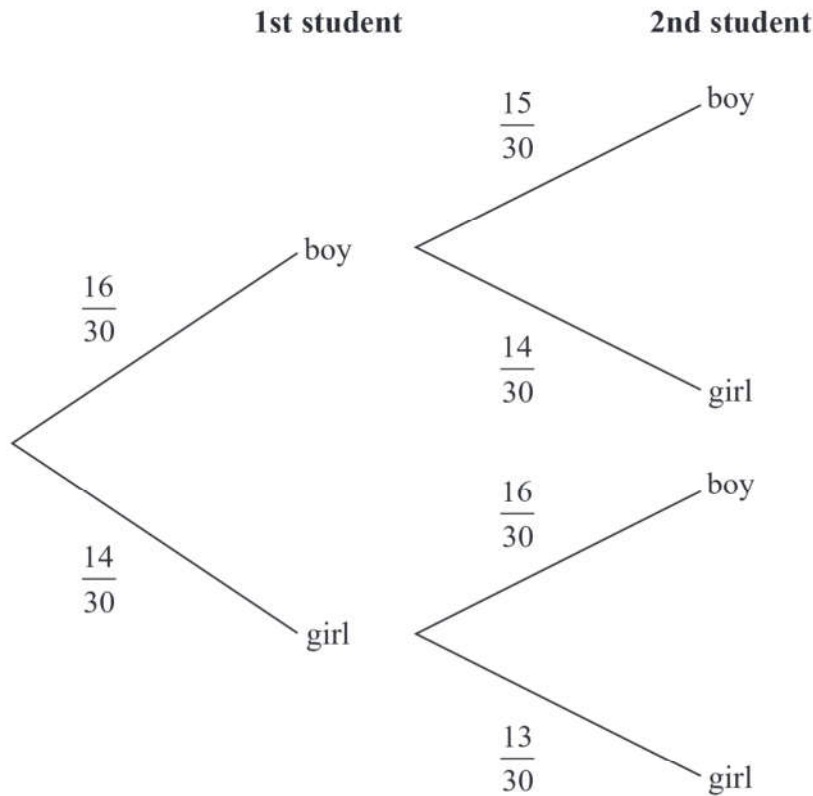 1st student 2nd student
15/30
boy
boy
16/30
14/30
girl
boy
16/30
14/30
girl
13/30
girl